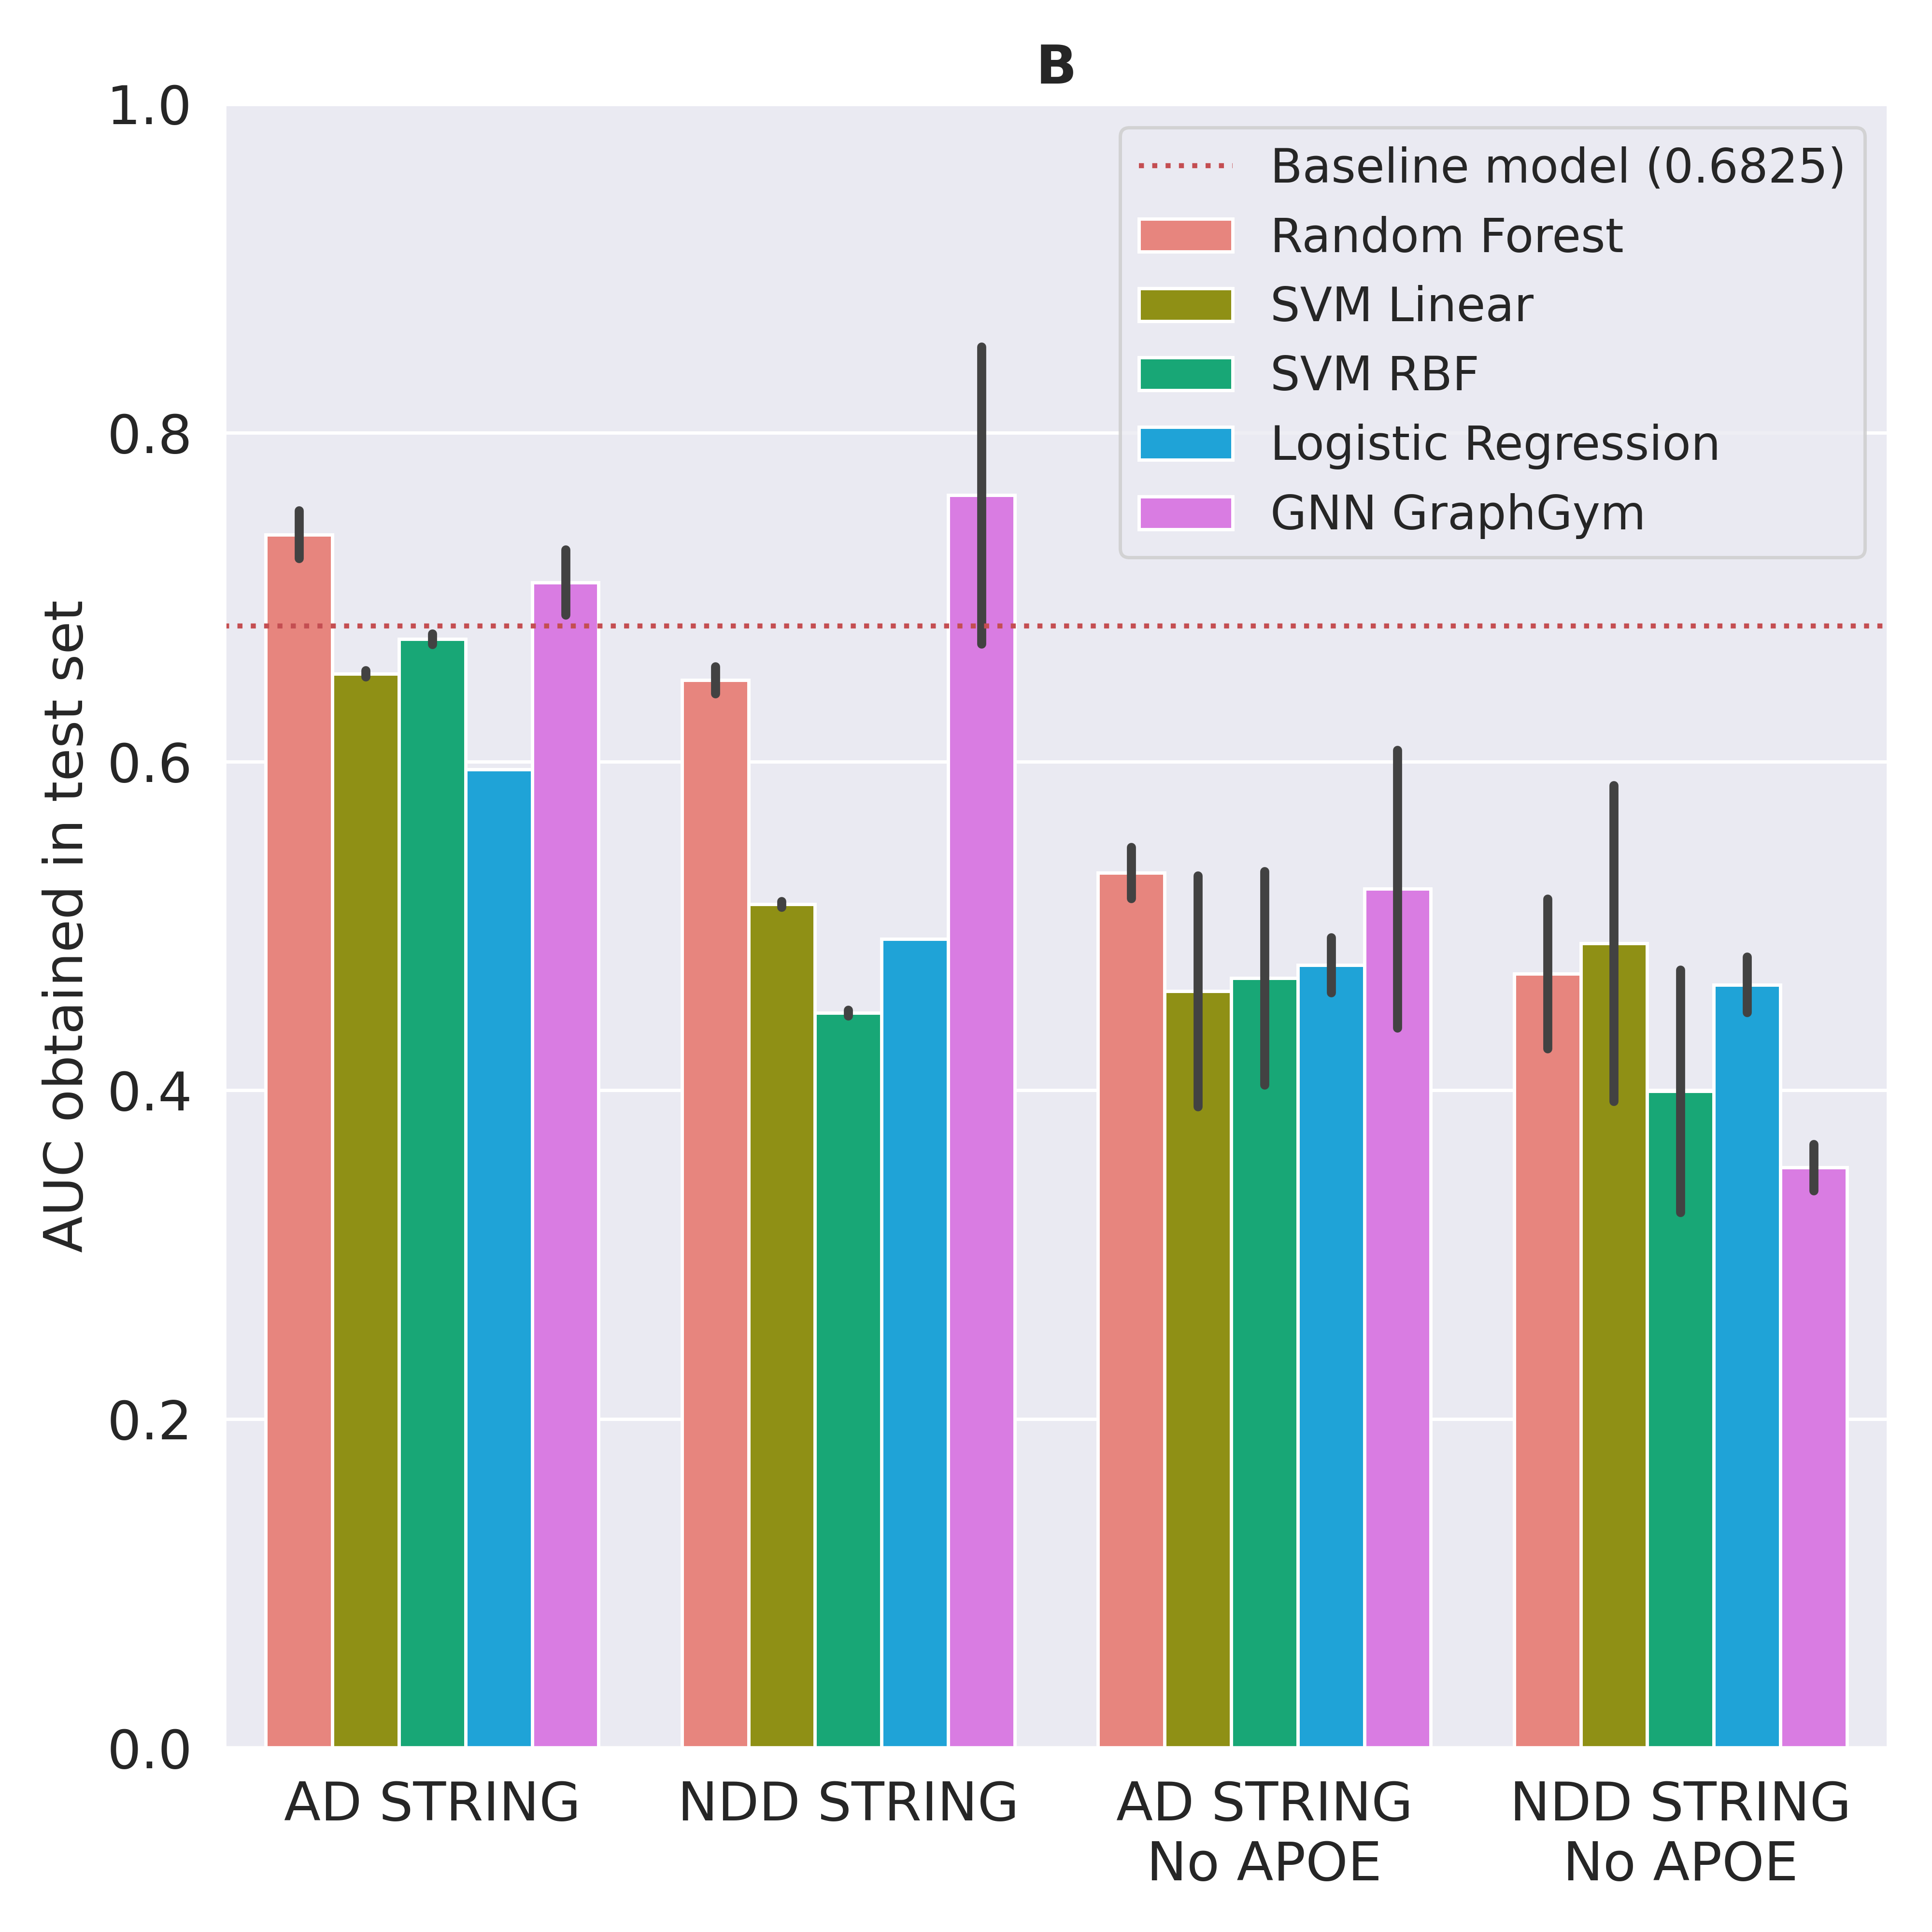 B
1.0
0.8
0.6
0.4
0.2
0.0
AUC obtained in test set
Baseline model (0.6825)
Random Forest
SVM Linear
SVM RBF
Logistic Regression
GNN GraphGym
AD STRING
NDD STRING
AD STRING
No APOE
NDD STRING
No APOE